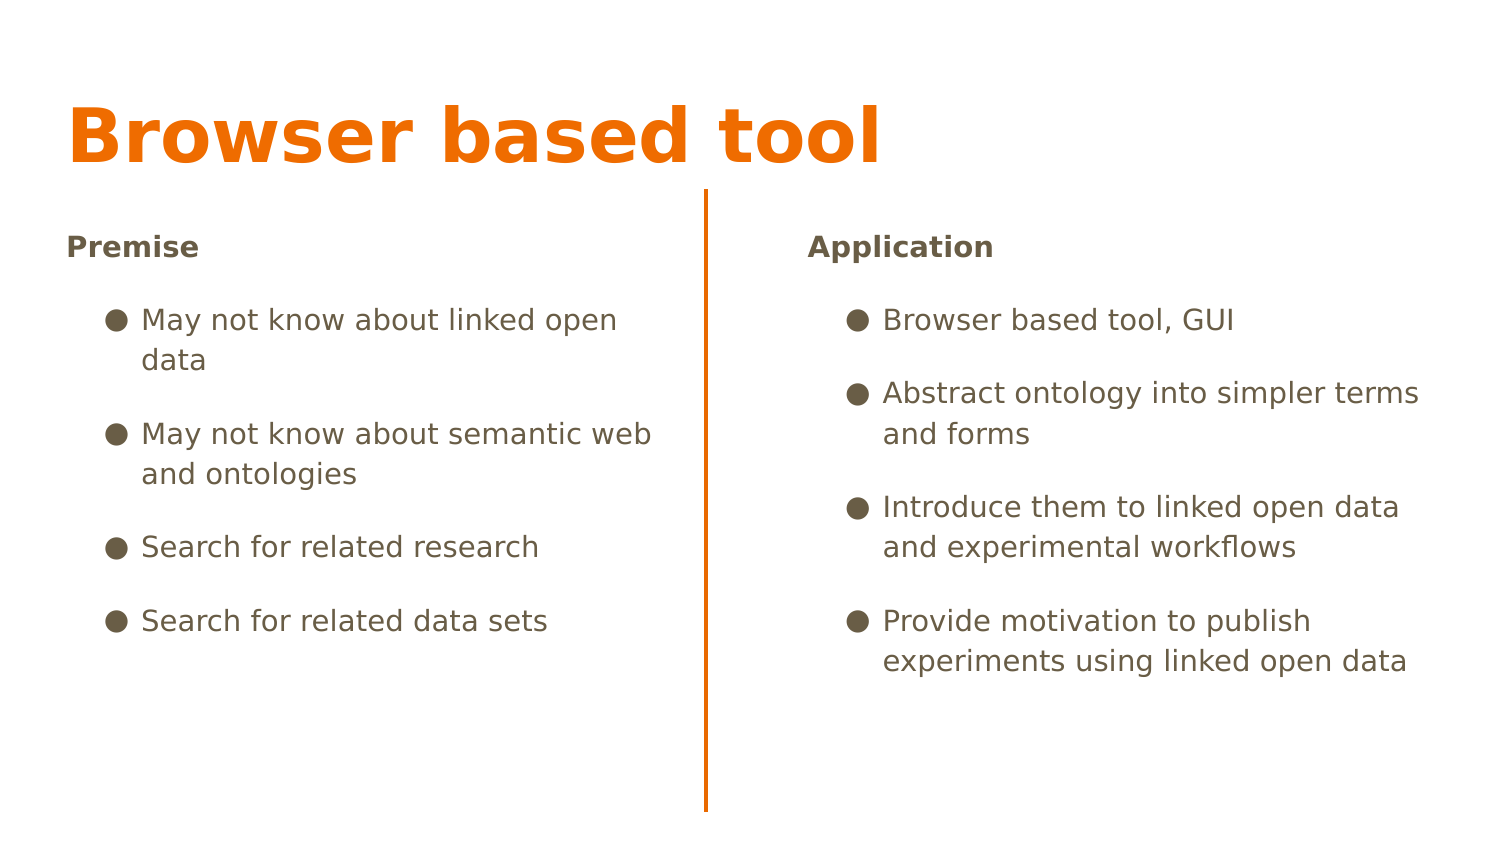 Browser based tool
Premise
● May not know about linked open
data
● May not know about semantic web
and ontologies
● Search for related research
● Search for related data sets
Application
● Browser based tool, GUI
● Abstract ontology into simpler terms
and forms
● Introduce them to linked open data
and experimental workflows
● Provide motivation to publish
experiments using linked open data